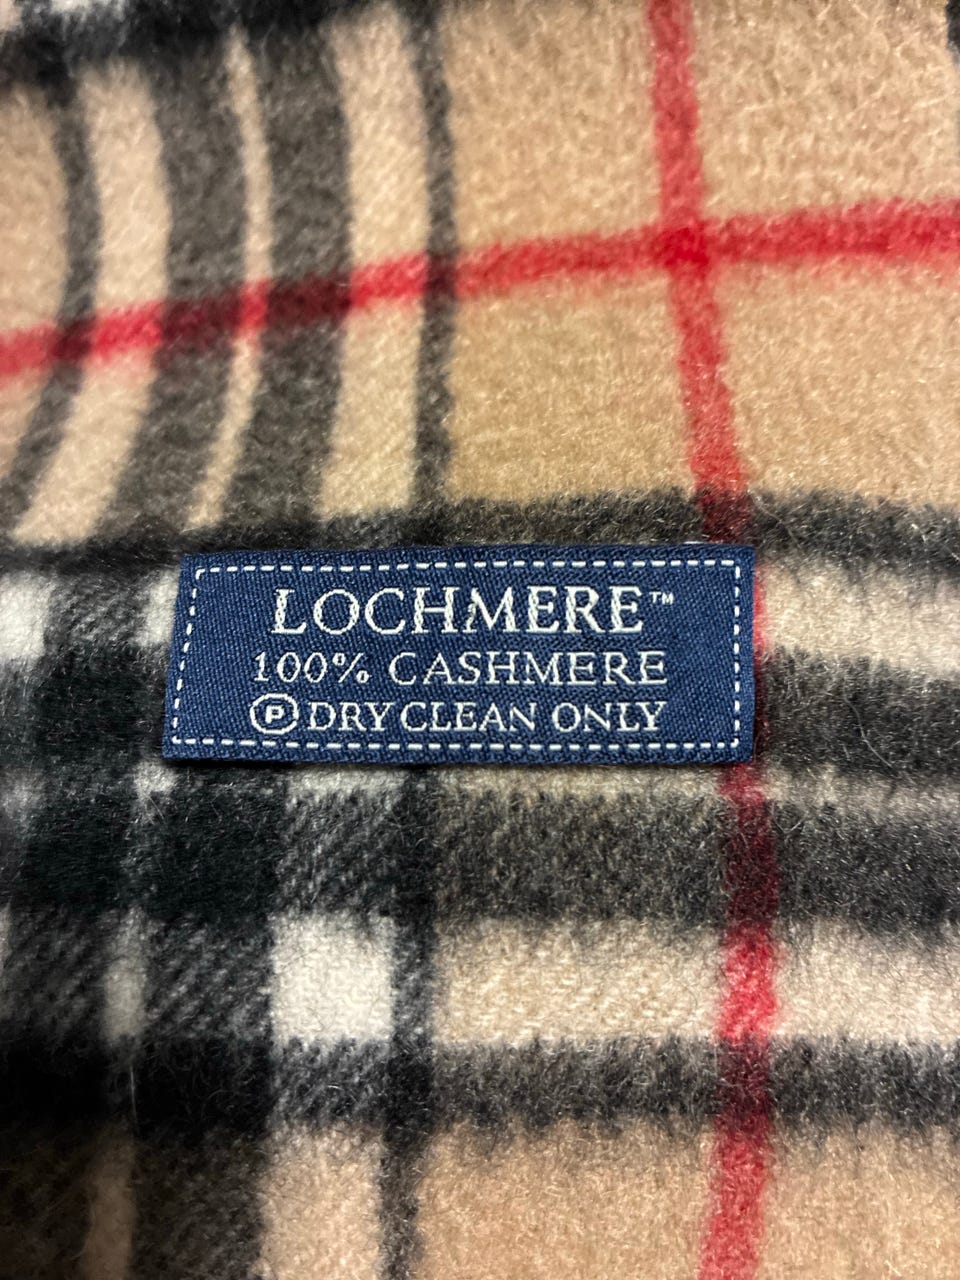 LOCHMERE™
100% CASHMERE
Ⓟ DRY CLEAN ONLY